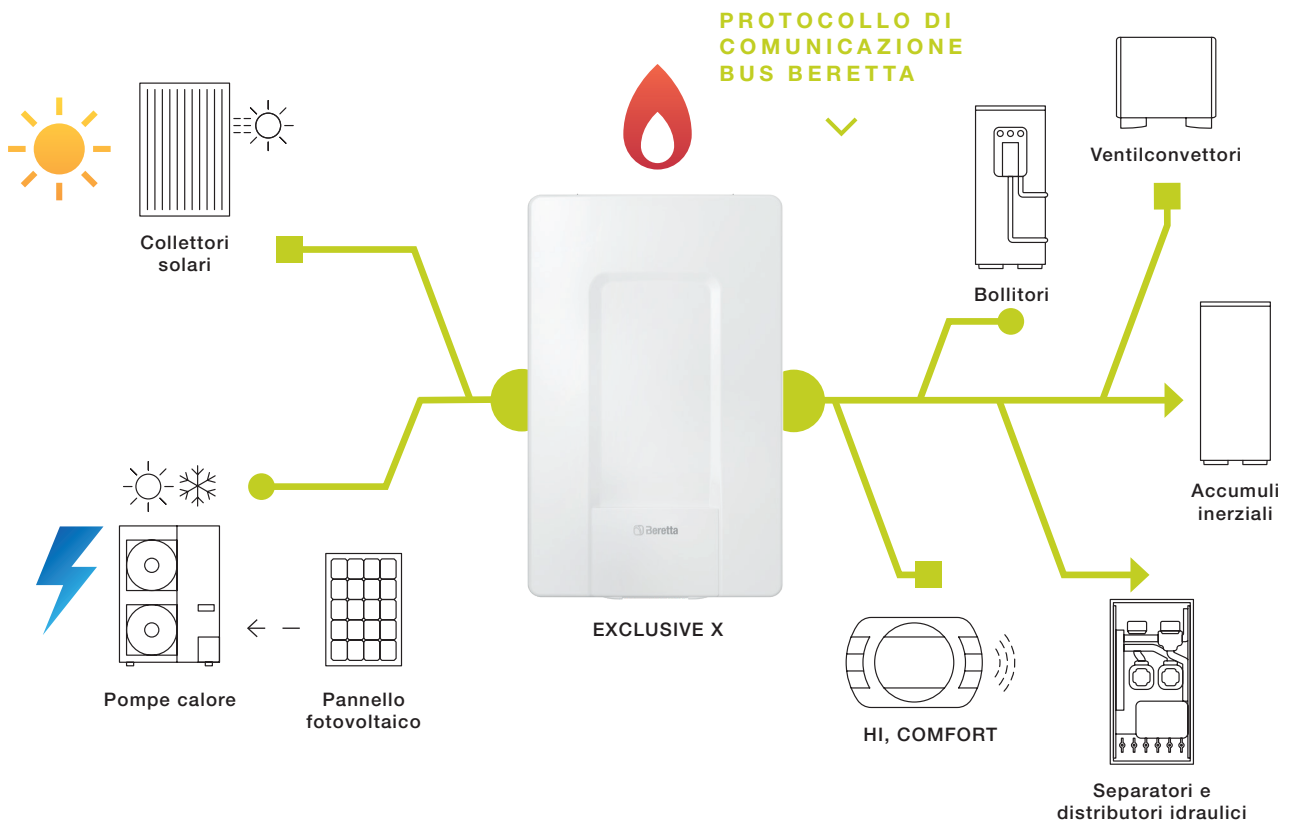 PROTOCOLLO DI
COMUNICAZIONE
BUS BERETTA
Ventilconvettori
Collettori
solari
Bollitori
Accumuli
inerziali
Beretta
EXCLUSIVE X
Pompe calore
Pannello
fotovoltaico
HI, COMFORT
Separatori e
distributori idraulici